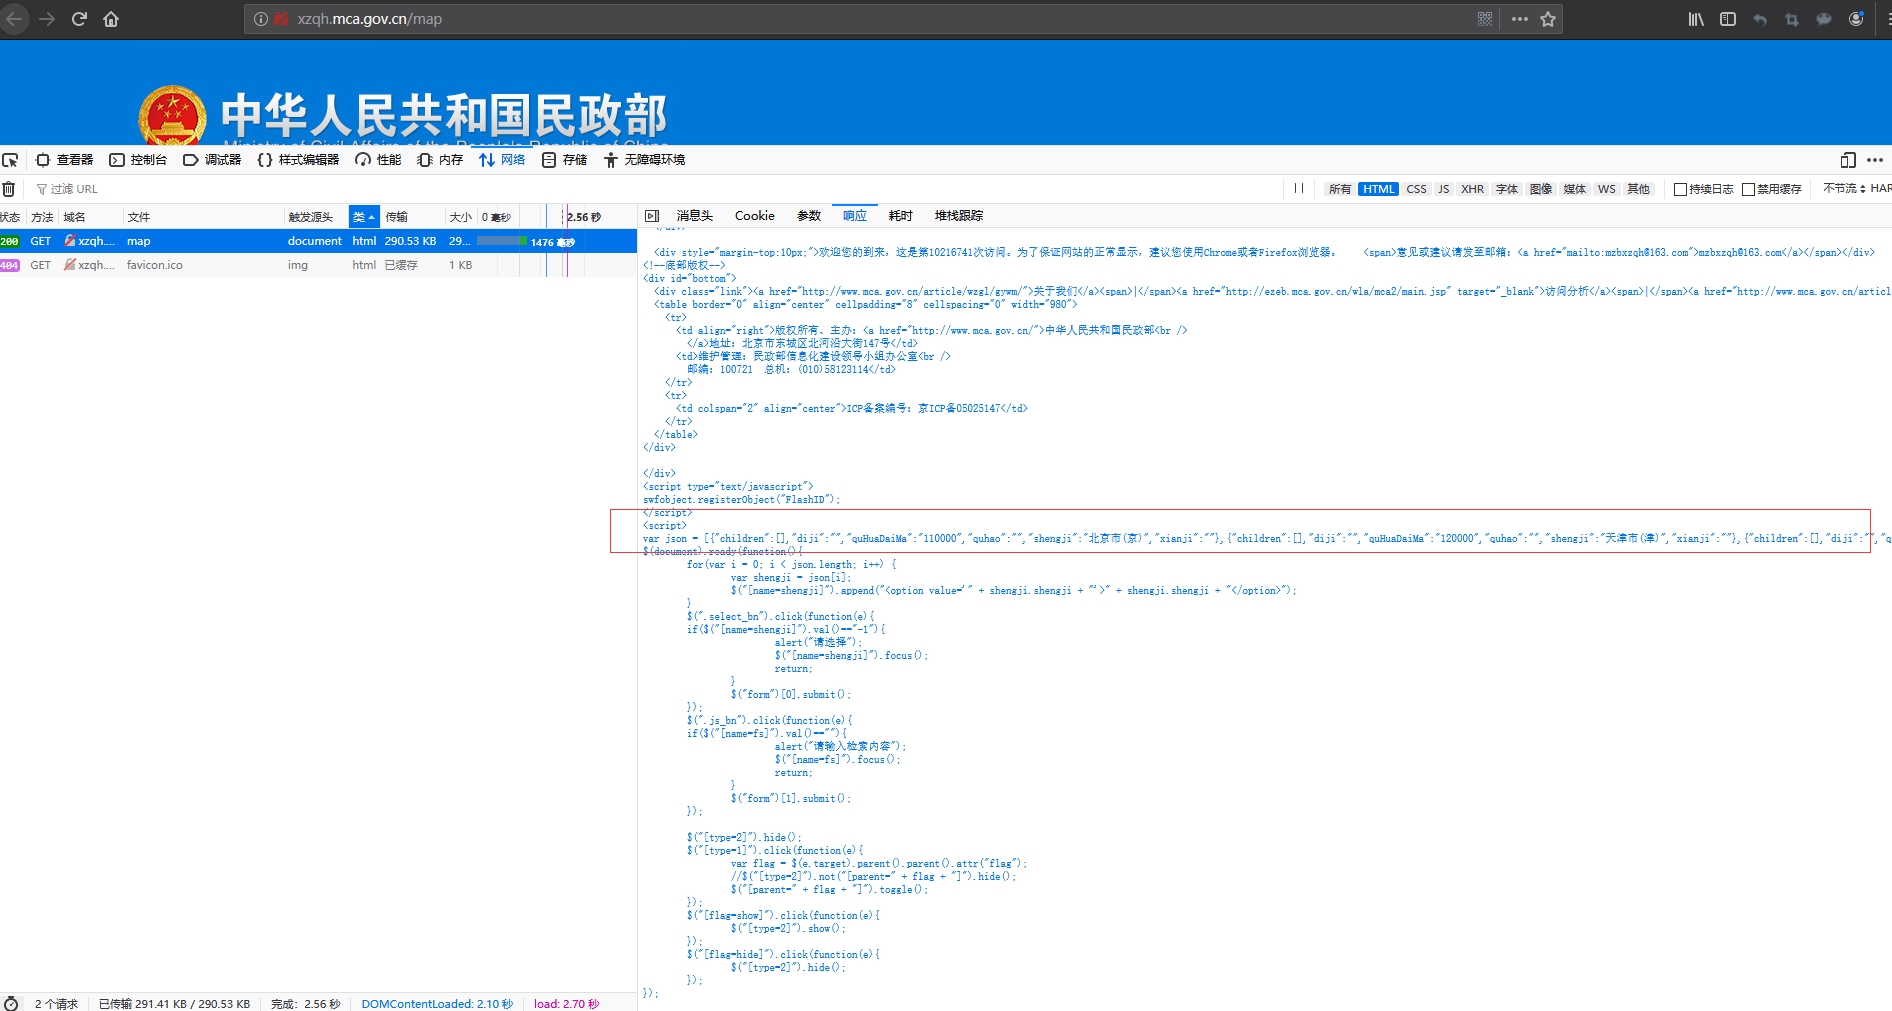 xzqh.mca.gov.cn/map
中华人民共和国民政部
Ministry of Civil Affairs of the People's Republic of China
查看器 控制台 调试器 样式编辑器 性能 内存 网络 存储 无障碍环境
过滤 URL
所有 HTML CSS JS XHR 字体 图像 媒体 WS 其他 持续日志 禁用缓存 不节流 HAR
状态 方法 域名 文件 触发源头 类 传输 大小 0 毫秒 2.56 秒
200 GET xzqh.... map document html 290.53 KB 29... 1476 毫秒
404 GET xzqh.... favicon.ico img html 已缓存 1 KB
消息头 Cookie 参数 响应 耗时 堆栈跟踪
</div>
<div style="margin-top:10px;">欢迎您的到来，这是第10216741次访问。为了保证网站的正常显示，建议您使用Chrome或者Firefox浏览器。 <span>意见或建议请发至邮箱：<a href="mailto:mzbxzqh@163.com">mzbxzqh@163.com</a></span></div>
<!--底部版权-->
<div id="bottom">
<div class="link"><a href="http://www.mca.gov.cn/article/wzgl/gywm/">关于我们</a><span>|</span><a href="http://ezeb.mca.gov.cn/wla/mca2/main.jsp" target="_blank">访问分析</a><span>|</span><a href="http://www.mca.gov.cn/artic
<table border="0" align="center" cellpadding="8" cellspacing="0" width="980">
<tr>
<td align="right">版权所有、主办：<a href="http://www.mca.gov.cn/">中华人民共和国民政部<br />
</a>地址：北京市东城区北河沿大街147号</td>
<td>维护管理：民政部信息化建设领导小组办公室<br />
邮编：100721 总机：(010)58123114</td>
</tr>
<tr>
<td colspan="2" align="center">ICP备案编号：京ICP备05025147</td>
</tr>
</table>
</div>
</div>
<script type="text/javascript">
swfobject.registerObject("FlashID");
</script>
<script>
var json = [{"children":[],"diji":"","quHuaDaiMa":"110000","quhao":"","shengji":"北京市(京)","xianji":""},{"children":[],"diji":"","quHuaDaiMa":"120000","quhao":"","shengji":"天津市(津)","xianji":""},{"children":[],"diji":"","q
$(document).ready(function(){
for(var i = 0; i < json.length; i++) {
var shengji = json[i];
$("[name=shengji]").append("<option value='" + shengji.shengji + "'>" + shengji.shengji + "</option>");
}
$(".select_bn").click(function(e){
if($("[name=shengji]").val()=="-1"){
alert("请选择");
$("[name=shengji]").focus();
return;
}
$("form")[0].submit();
});
$(".js_bn").click(function(e){
if($("[name=fs]").val()==""){
alert("请输入检索内容");
$("[name=fs]").focus();
return;
}
$("form")[1].submit();
});
$("[type=2]").hide();
$("[type=1]").click(function(e){
var flag = $(e.target).parent().parent().attr("flag");
//$("[type=2]").not("[parent=" + flag + "]").hide();
$("[parent=" + flag + "]").toggle();
});
$("[flag=show]").click(function(e){
$("[type=2]").show();
});
$("[flag=hide]").click(function(e){
$("[type=2]").hide();
});
});
2 个请求 已传输 291.41 KB / 290.53 KB 完成：2.56 秒 DOMContentLoaded: 2.10 秒 load: 2.70 秒